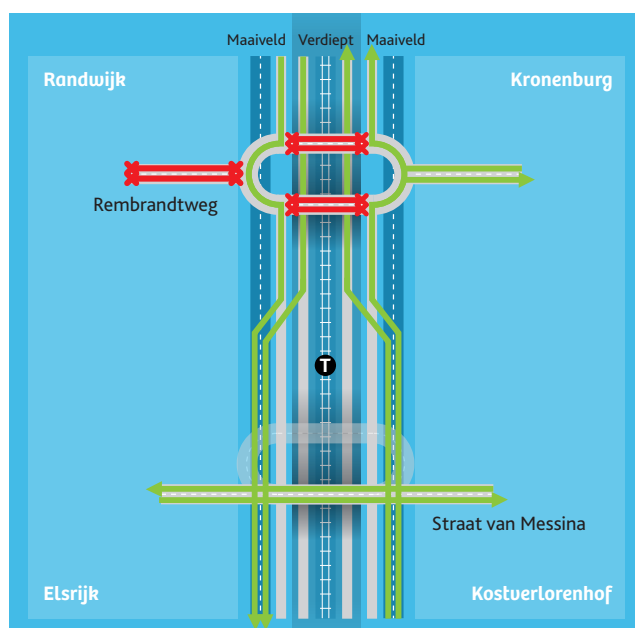 Maaiveld Verdiept Maaiveld
Randwijk
Kronenburg
Rembrandtweg
T
Straat van Messina
Elsrijk
Kostverlorenhof